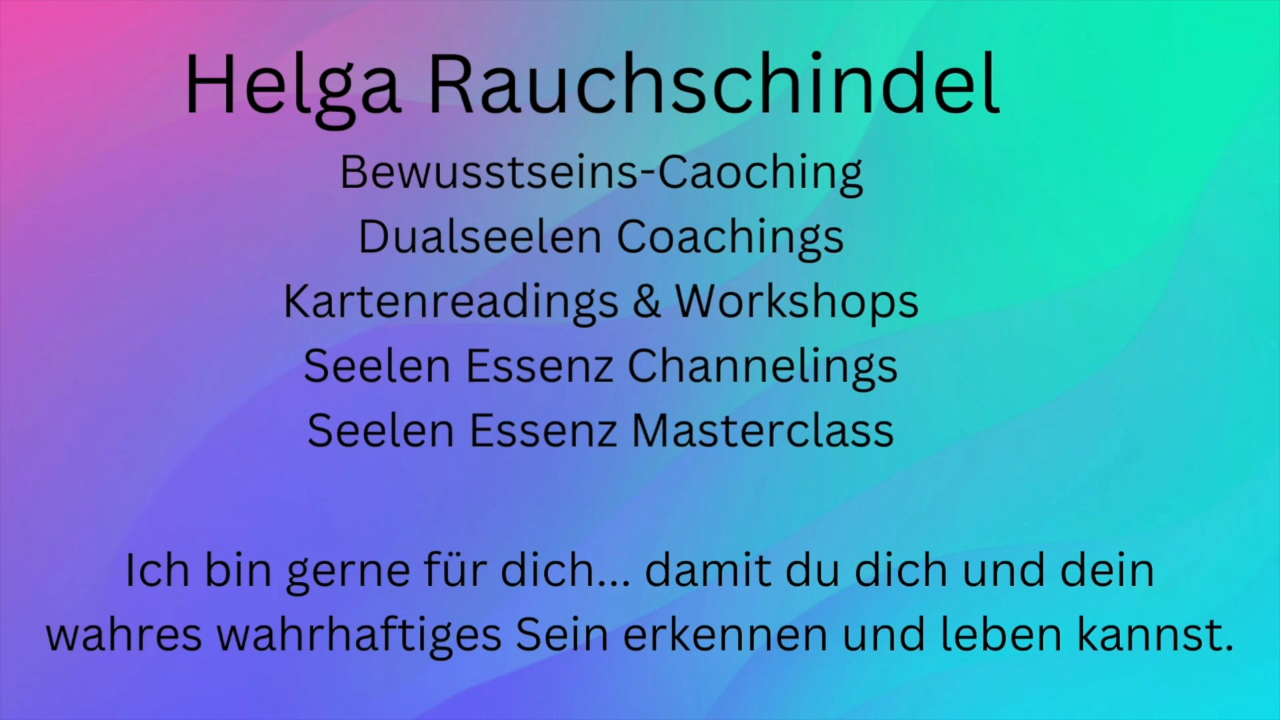 Helga Rauchschindel
Bewusstseins-Caoching
Dualseelen Coachings
Kartenreadings & Workshops
Seelen Essenz Channelings
Seelen Essenz Masterclass
Ich bin gerne für dich... damit du dich und dein
wahres wahrhaftiges Sein erkennen und leben kannst.